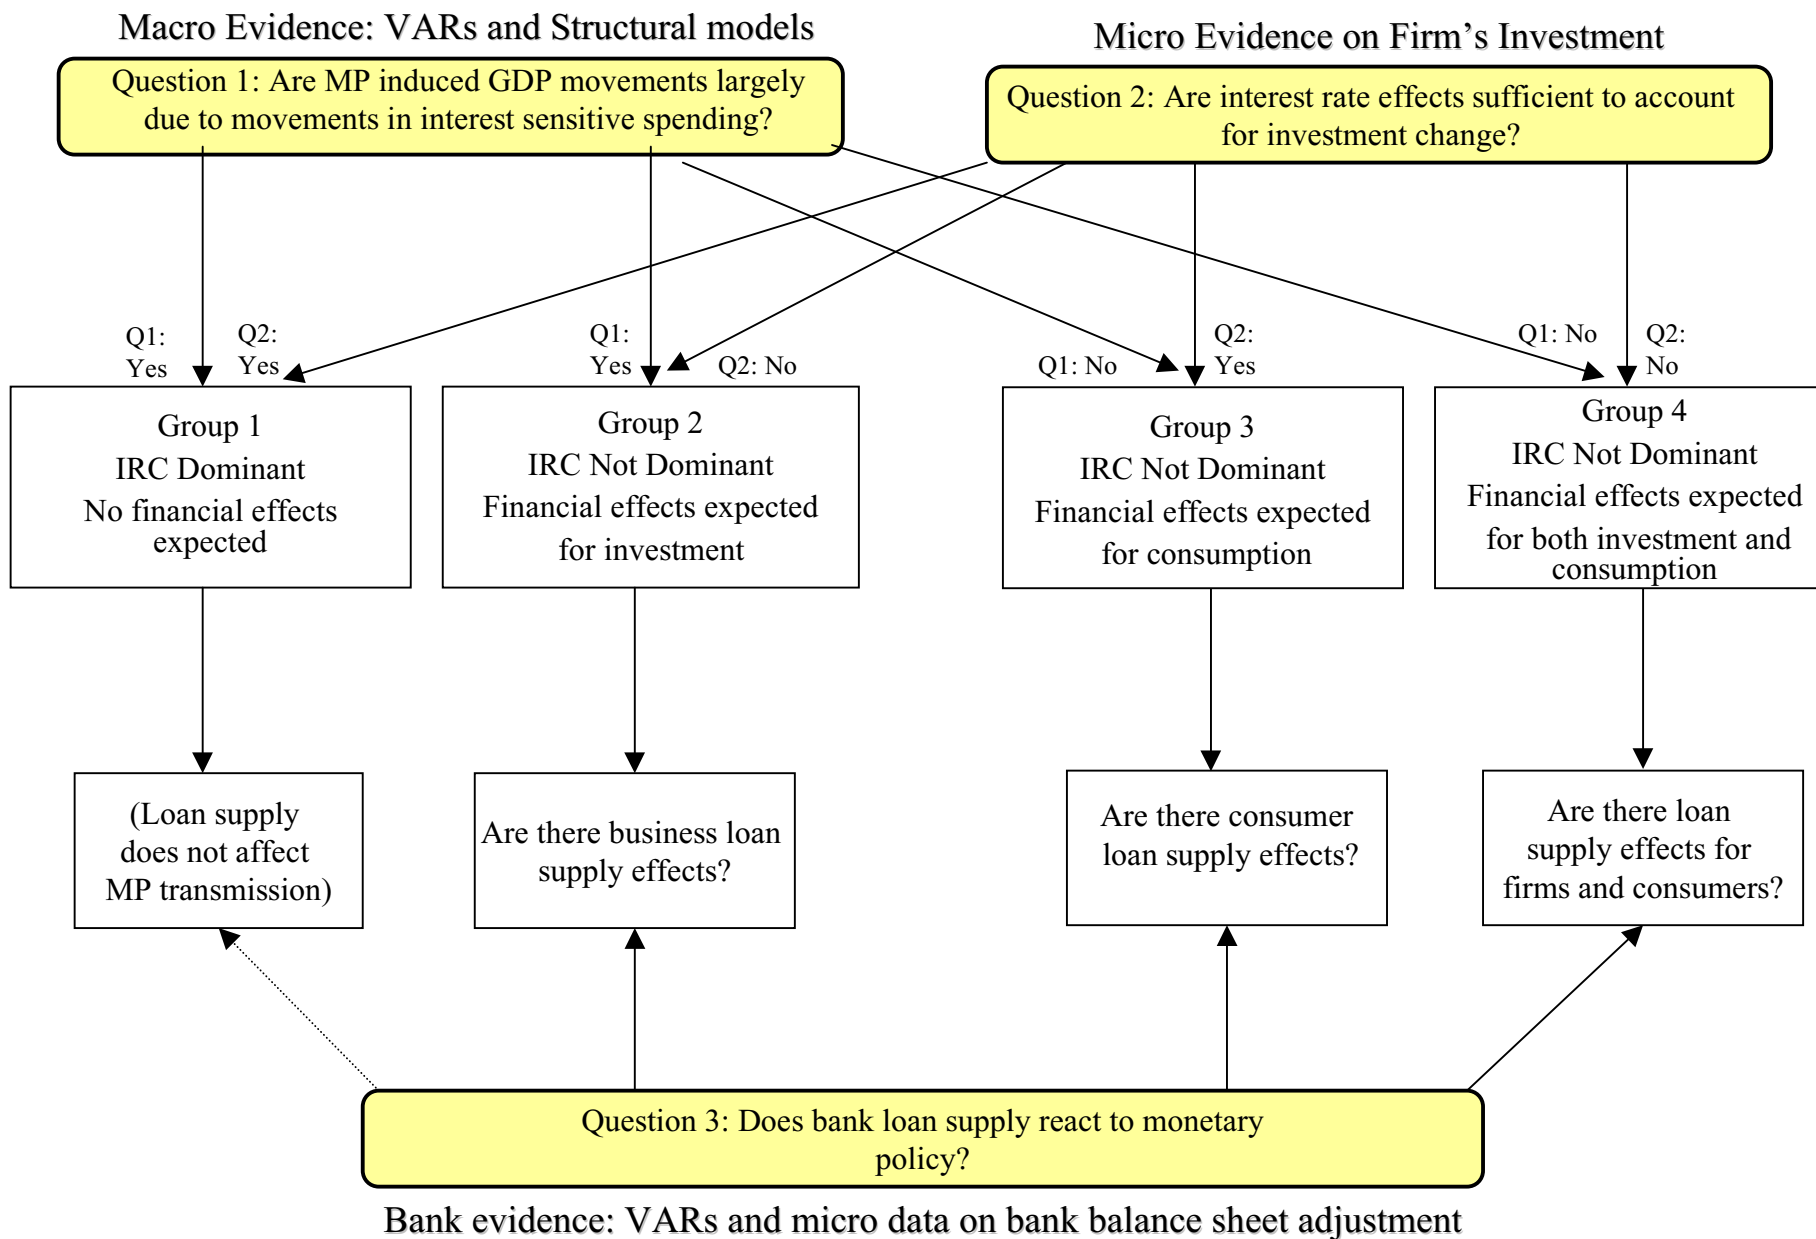 Macro Evidence: VARs and Structural models
Micro Evidence on Firm's Investment
Question 1: Are MP induced GDP movements largely
due to movements in interest sensitive spending?
Question 2: Are interest rate effects sufficient to account
for investment change?
Q1:
Yes
Q2:
Yes
Q1:
Yes
Q2: No
Q1: No
Q2:
Yes
Q1: No
Q2:
No
Group 1
IRC Dominant
No financial effects
expected
Group 2
IRC Not Dominant
Financial effects expected
for investment
Group 3
IRC Not Dominant
Financial effects expected
for consumption
Group 4
IRC Not Dominant
Financial effects expected
for both investment and
consumption
(Loan supply
does not affect
MP transmission)
Are there business loan
supply effects?
Are there consumer
loan supply effects?
Are there loan
supply effects for
firms and consumers?
Question 3: Does bank loan supply react to monetary
policy?
Bank evidence: VARs and micro data on bank balance sheet adjustment